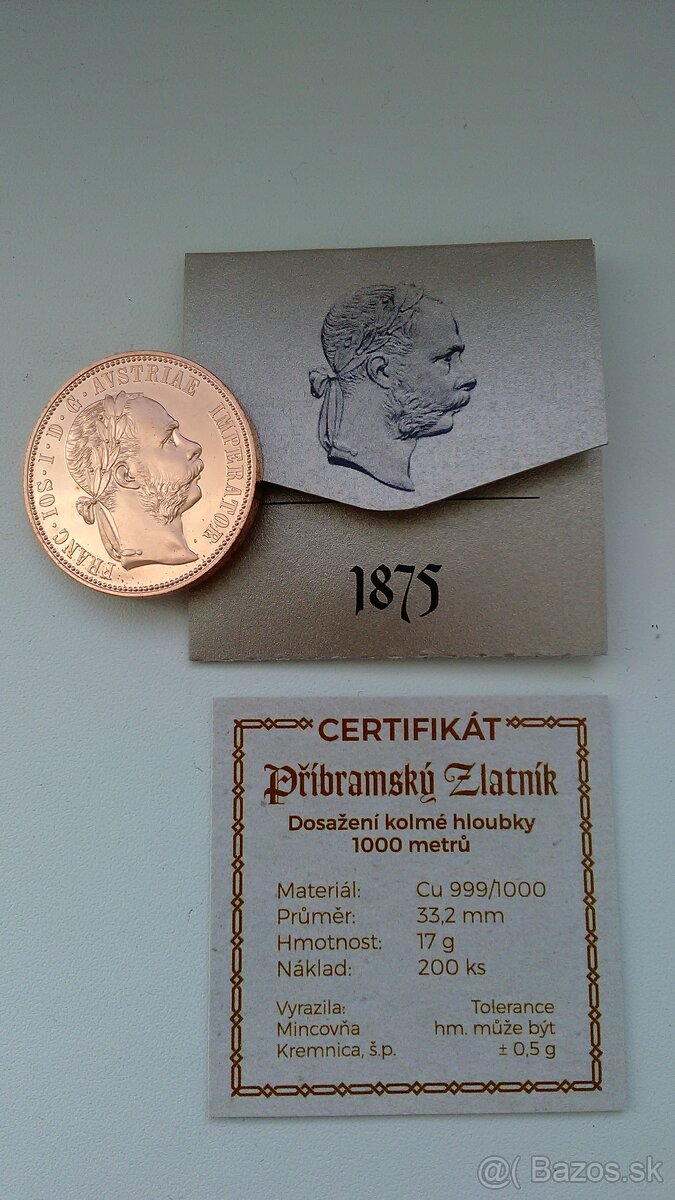 FRANC·IOS·I·D·G·AVSTRIAE IMPERATOR
1875
CERTIFIKÁT
Příbramský Zlatník
Dosažení kolmé hloubky
1000 metrů
Materiál: Cu 999/1000
Průměr: 33,2 mm
Hmotnost: 17 g
Náklad: 200 ks
Vyrazila: Tolerance
Mincovňa hm. může být
Kremnica, š.p. ± 0,5 g
@( Bazos.sk